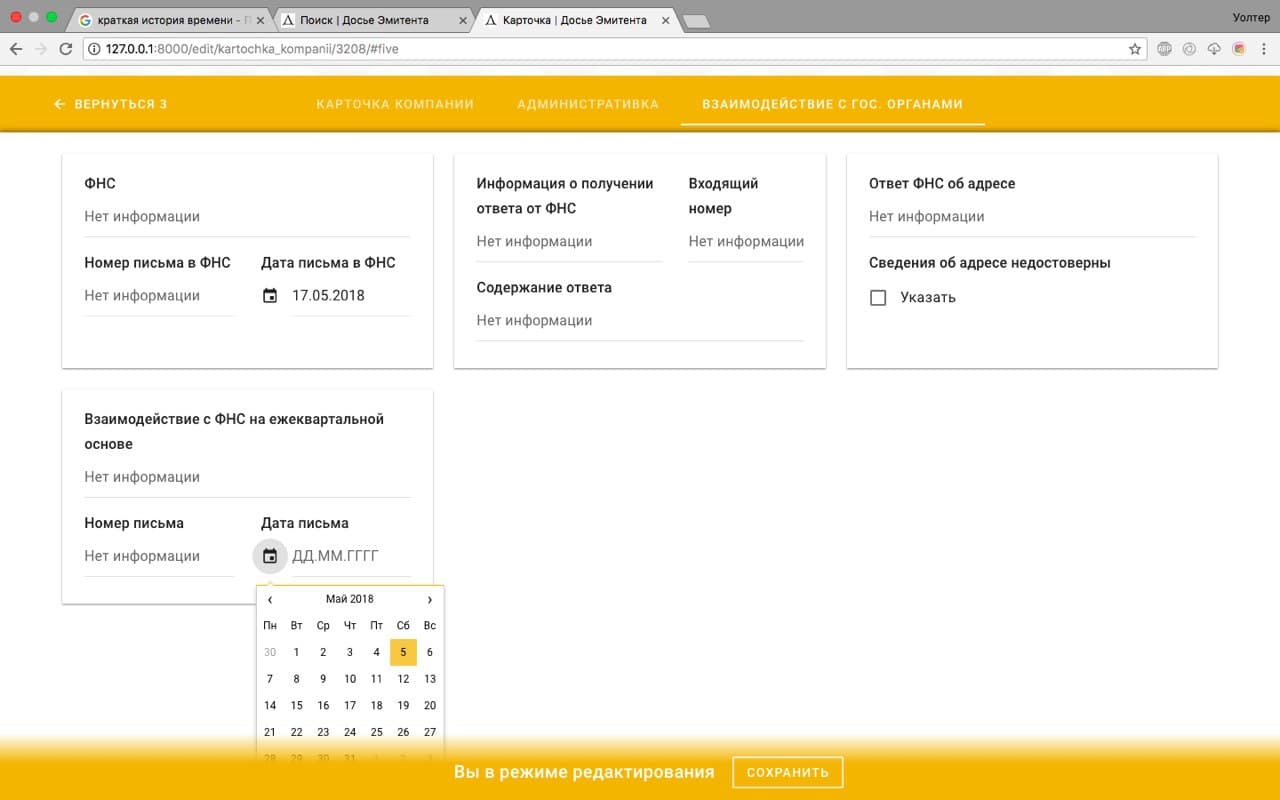 краткая история времени - П
Поиск | Досье Эмитента
Карточка | Досье Эмитента
Уолтер
127.0.0.1:8000/edit/kartochka_kompanii/3208/#five
ABP
ВЕРНУТЬСЯ 3
КАРТОЧКА КОМПАНИИ
АДМИНИСТРАТИВКА
ВЗАИМОДЕЙСТВИЕ С ГОС. ОРГАНАМИ
ФНС
Нет информации
Номер письма в ФНС
Нет информации
Дата письма в ФНС
17.05.2018
Информация о получении
ответа от ФНС
Нет информации
Входящий
номер
Нет информации
Содержание ответа
Нет информации
Ответ ФНС об адресе
Нет информации
Сведения об адресе недостоверны
Указать
Взаимодействие с ФНС на ежеквартальной
основе
Нет информации
Номер письма
Нет информации
Дата письма
ДД.ММ.ГГГГ
‹ Май 2018 ›
Пн Вт Ср Чт Пт Сб Вс
30 1 2 3 4 5 6
7 8 9 10 11 12 13
14 15 16 17 18 19 20
21 22 23 24 25 26 27
28 29 30 31
Вы в режиме редактирования
СОХРАНИТЬ